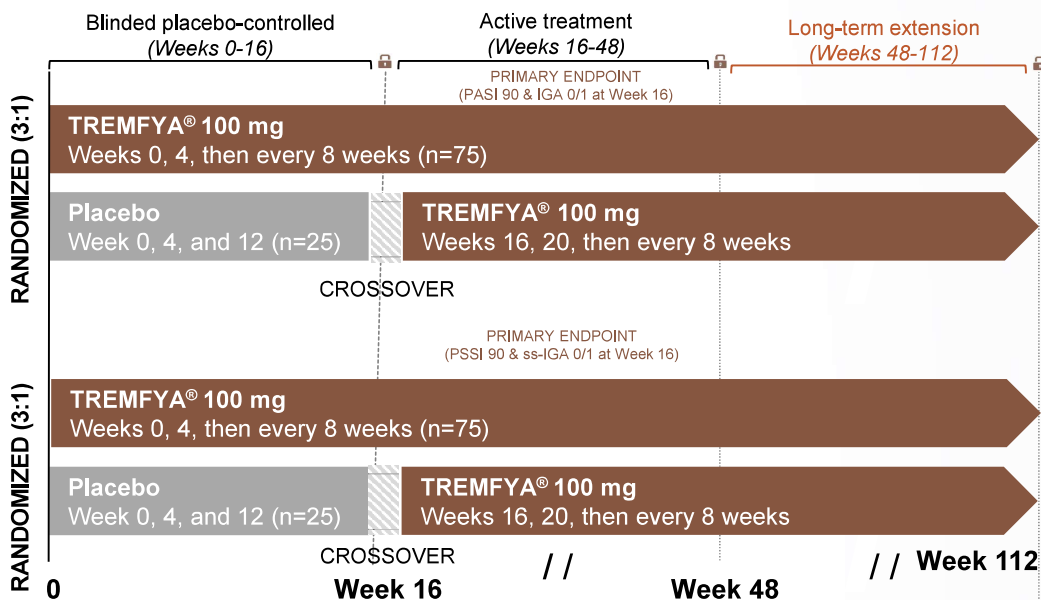 Blinded placebo-controlled
(Weeks 0-16)
Active treatment
(Weeks 16-48)
Long-term extension
(Weeks 48-112)
PRIMARY ENDPOINT
(PASI 90 & IGA 0/1 at Week 16)
RANDOMIZED (3:1)
TREMFYA® 100 mg
Weeks 0, 4, then every 8 weeks (n=75)
Placebo
Week 0, 4, and 12 (n=25)
TREMFYA® 100 mg
Weeks 16, 20, then every 8 weeks
CROSSOVER
PRIMARY ENDPOINT
(PSSI 90 & ss-IGA 0/1 at Week 16)
RANDOMIZED (3:1)
TREMFYA® 100 mg
Weeks 0, 4, then every 8 weeks (n=75)
Placebo
Week 0, 4, and 12 (n=25)
TREMFYA® 100 mg
Weeks 16, 20, then every 8 weeks
CROSSOVER
0
Week 16
/ /
Week 48
/ /
Week 112